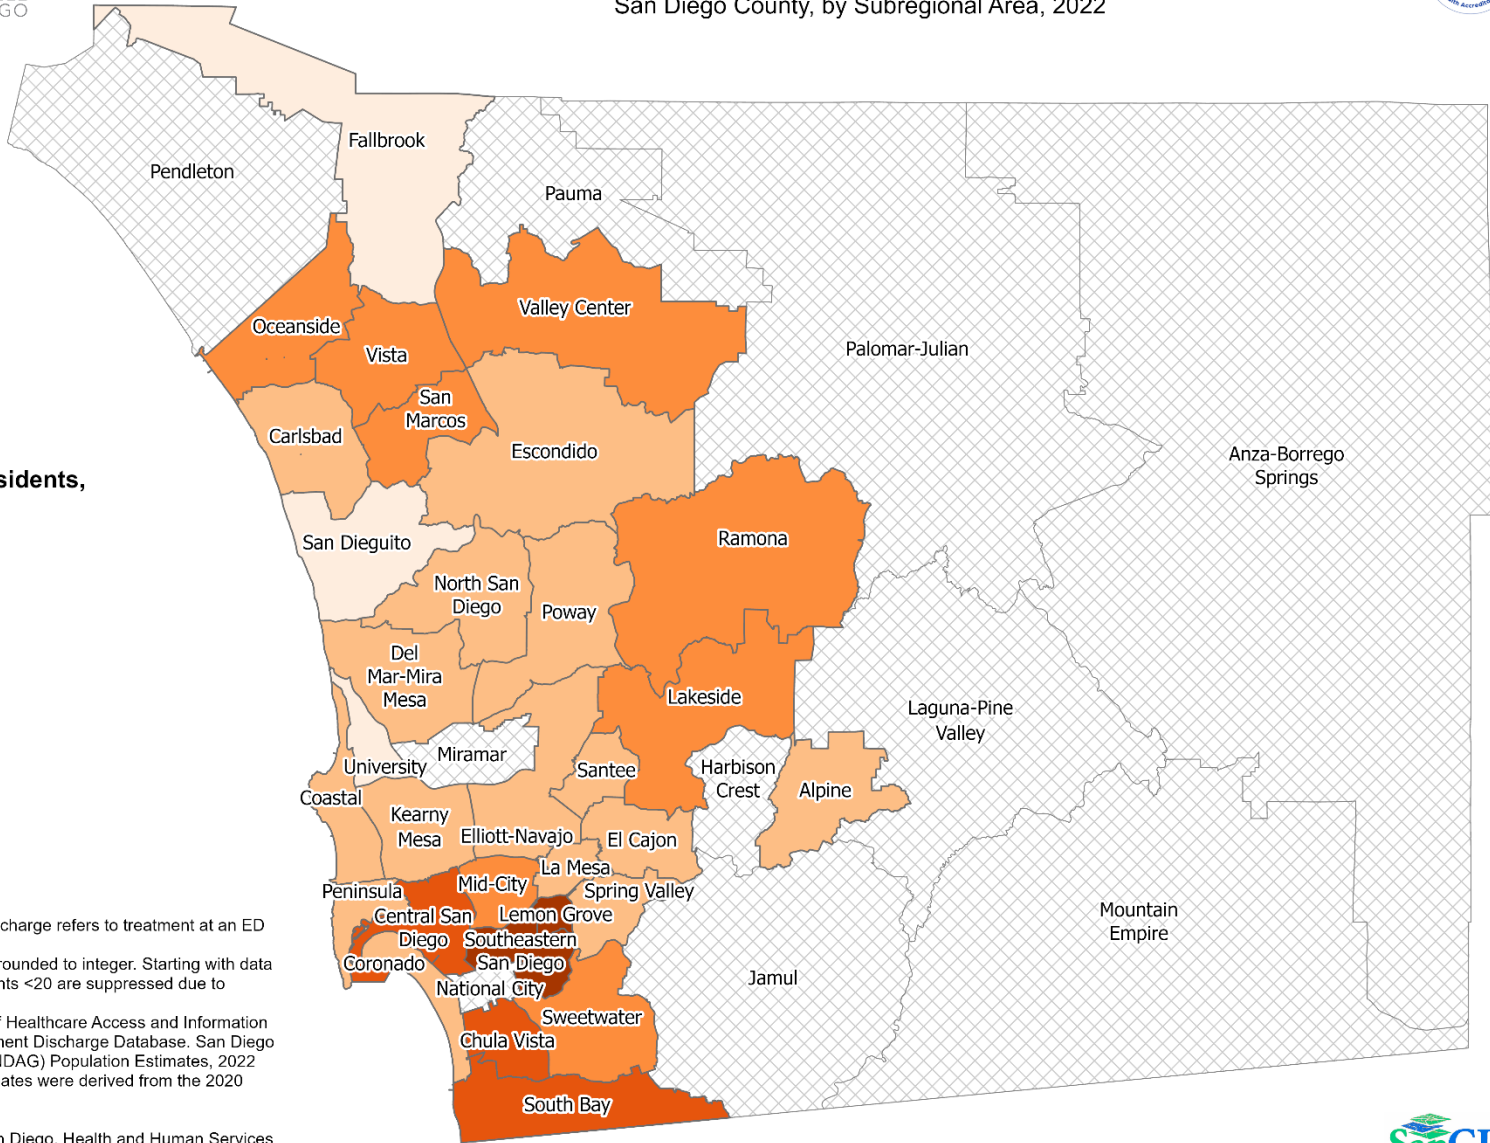 GO
San Diego County, by Subregional Area, 2022
Fallbrook
Pendleton
Pauma
Valley Center
Oceanside
Vista
Palomar-Julian
San
Marcos
Carlsbad
Escondido
Anza-Borrego
Springs
sidents,
Ramona
San Dieguito
North San
Diego
Poway
Del
Mar-Mira
Mesa
Lakeside
Laguna-Pine
Valley
Miramar
University
Santee
Harbison
Crest
Alpine
Coastal
Kearny
Mesa
Elliott-Navajo
El Cajon
La Mesa
Peninsula
Mid-City
Spring Valley
Central San
Diego
Lemon Grove
Mountain
Empire
Southeastern
San Diego
Coronado
Jamul
National City
Sweetwater
Chula Vista
South Bay
charge refers to treatment at an ED
rounded to integer. Starting with data
nts <20 are suppressed due to
f Healthcare Access and Information
ment Discharge Database. San Diego
NDAG) Population Estimates, 2022
ates were derived from the 2020
n Diego, Health and Human Services